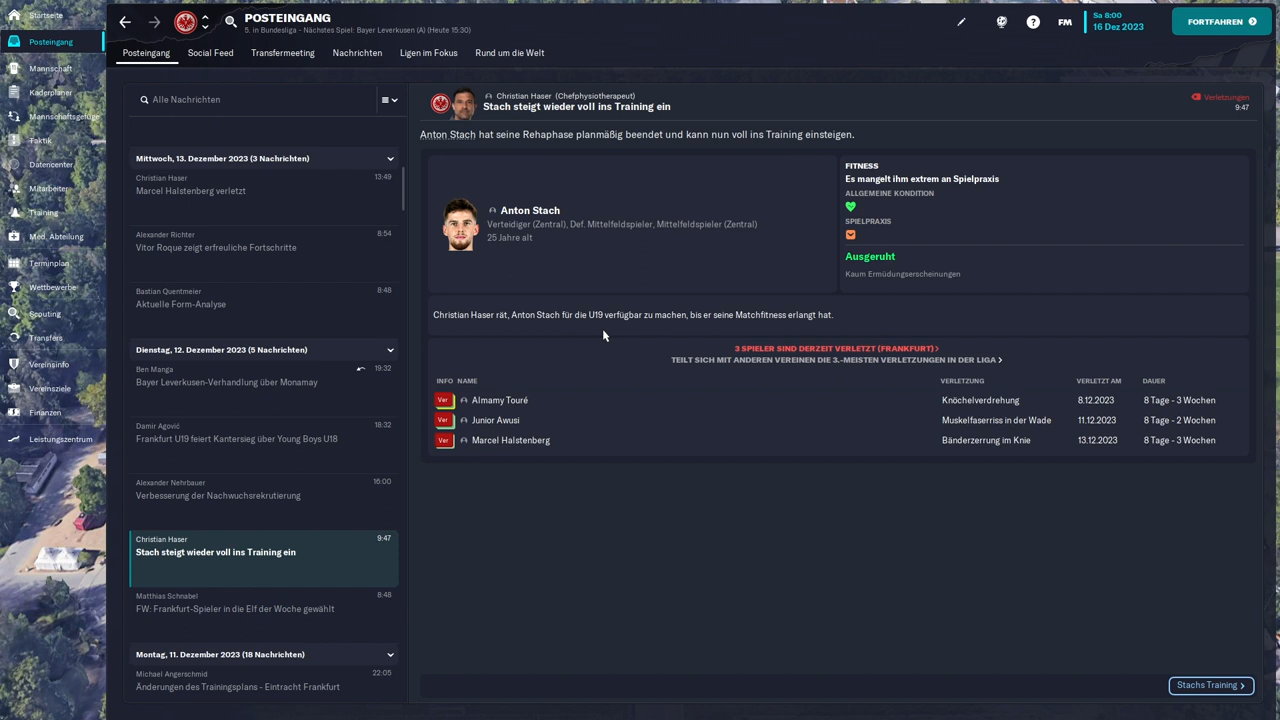 Startseite
Posteingang
Mannschaft
Kaderplaner
Mannschaftsgefüge
Taktik
Datencenter
Mitarbeiter
Training
Med. Abteilung
Terminplan
Wettbewerbe
Scouting
Transfers
Vereinsinfo
Vereinsziele
Finanzen
Leistungszentrum
POSTEINGANG
5. in Bundesliga - Nächstes Spiel: Bayer Leverkusen (A) (Heute 15:30)
FM
Sa 8:00
16 Dez 2023
FORTFAHREN
Posteingang Social Feed Transfermeeting Nachrichten Ligen im Fokus Rund um die Welt
Alle Nachrichten
Mittwoch, 13. Dezember 2023 (3 Nachrichten)
Christian Haser 13:49
Marcel Halstenberg verletzt
Alexander Richter 8:54
Vitor Roque zeigt erfreuliche Fortschritte
Bastian Quentmeier 8:48
Aktuelle Form-Analyse
Dienstag, 12. Dezember 2023 (5 Nachrichten)
Ben Manga 19:32
Bayer Leverkusen-Verhandlung über Monamay
Damir Agović 18:32
Frankfurt U19 feiert Kantersieg über Young Boys U18
Alexander Nehrbauer 16:00
Verbesserung der Nachwuchsrekrutierung
Christian Haser 9:47
Stach steigt wieder voll ins Training ein
Matthias Schnabel 8:48
FW: Frankfurt-Spieler in die Elf der Woche gewählt
Montag, 11. Dezember 2023 (18 Nachrichten)
Michael Angerschmid 22:05
Änderungen des Trainingsplans - Eintracht Frankfurt
Christian Haser (Chefphysiotherapeut)
Stach steigt wieder voll ins Training ein
Verletzungen
9:47
Anton Stach hat seine Rehaphase planmäßig beendet und kann nun voll ins Training einsteigen.
Anton Stach
Verteidiger (Zentral), Def. Mittelfeldspieler, Mittelfeldspieler (Zentral)
25 Jahre alt
FITNESS
Es mangelt ihm extrem an Spielpraxis
ALLGEMEINE KONDITION
SPIELPRAXIS
Ausgeruht
Kaum Ermüdungserscheinungen
Christian Haser rät, Anton Stach für die U19 verfügbar zu machen, bis er seine Matchfitness erlangt hat.
3 SPIELER SIND DERZEIT VERLETZT (FRANKFURT)
TEILT SICH MIT ANDEREN VEREINEN DIE 3.-MEISTEN VERLETZUNGEN IN DER LIGA
INFO NAME VERLETZUNG VERLETZT AM DAUER
Ver Almamy Touré Knöchelverdrehung 8.12.2023 8 Tage - 3 Wochen
Ver Junior Awusi Muskelfaserriss in der Wade 11.12.2023 8 Tage - 2 Wochen
Ver Marcel Halstenberg Bänderzerrung im Knie 13.12.2023 8 Tage - 3 Wochen
Stachs Training